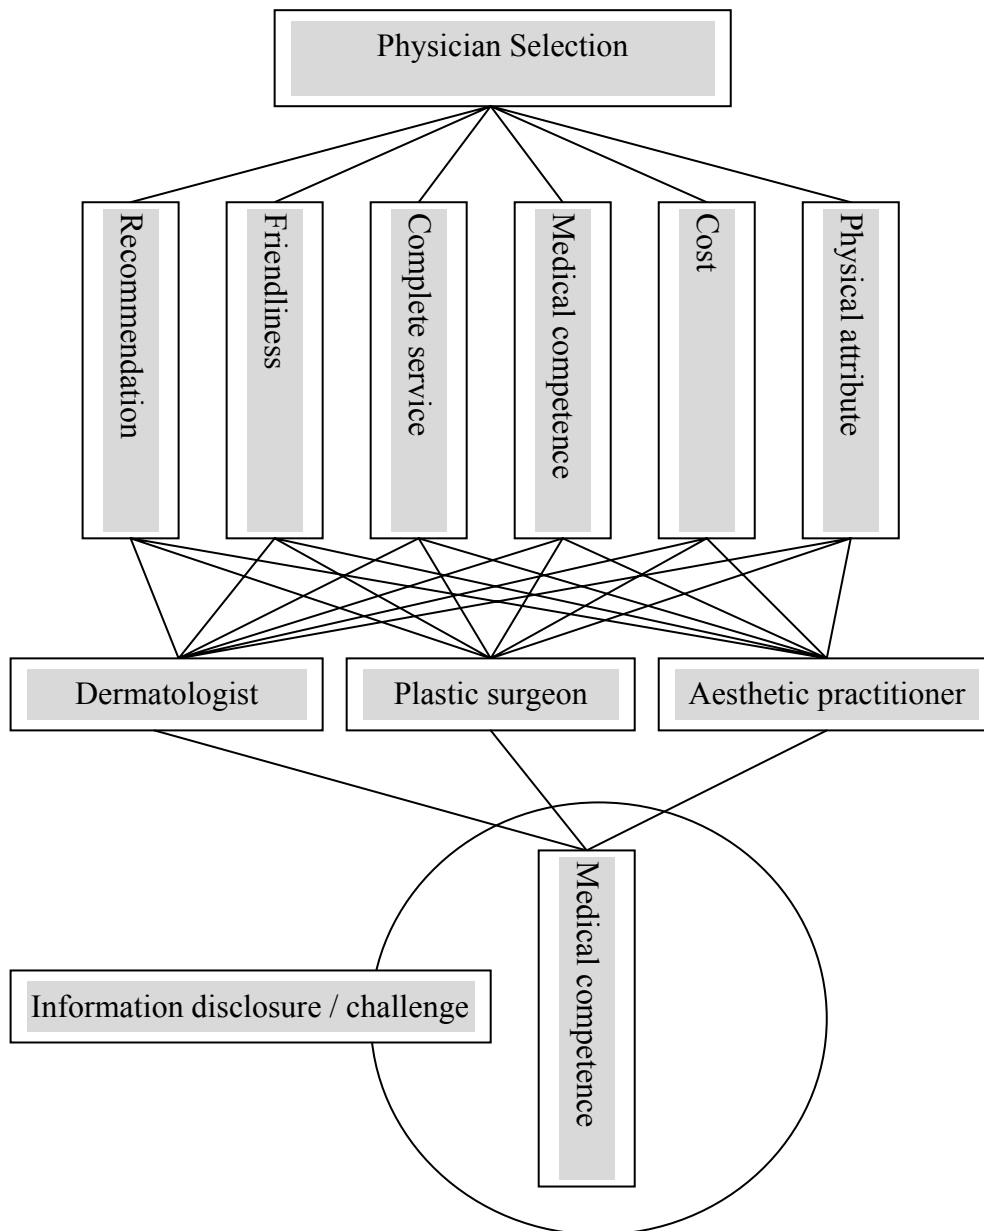 Physician Selection
Recommendation
Friendliness
Complete service
Medical competence
Cost
Physical attribute
Dermatologist
Plastic surgeon
Aesthetic practitioner
Medical competence
Information disclosure / challenge